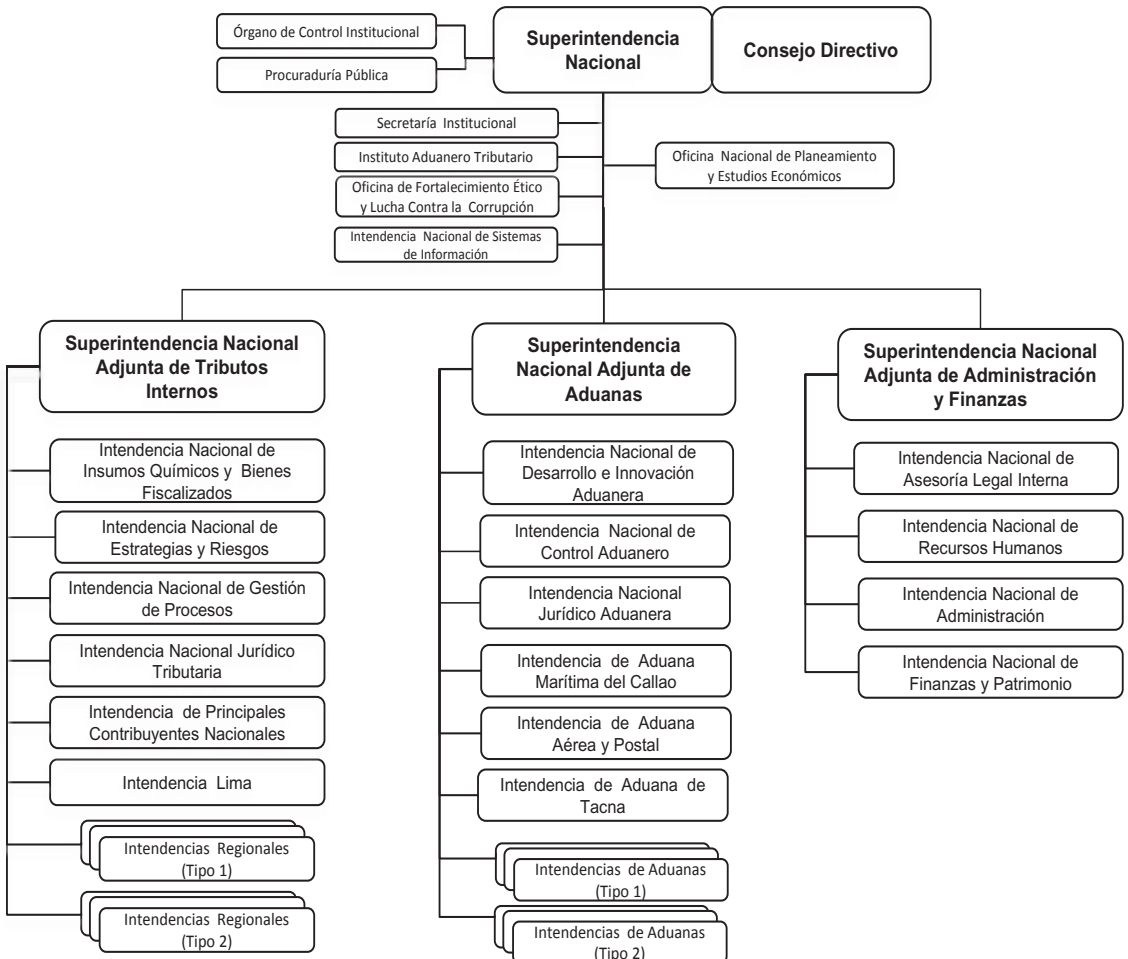 Órgano de Control Institucional
Procuraduría Pública
Superintendencia
Nacional
Consejo Directivo
Secretaría Institucional
Instituto Aduanero Tributario
Oficina de Fortalecimiento Ético
y Lucha Contra la Corrupción
Intendencia Nacional de Sistemas
de Información
Oficina Nacional de Planeamiento
y Estudios Económicos
Superintendencia Nacional
Adjunta de Tributos
Internos
Intendencia Nacional de
Insumos Químicos y Bienes
Fiscalizados
Intendencia Nacional de
Estrategias y Riesgos
Intendencia Nacional de Gestión
de Procesos
Intendencia Nacional Jurídico
Tributaria
Intendencia de Principales
Contribuyentes Nacionales
Intendencia Lima
Intendencias Regionales
(Tipo 1)
Intendencias Regionales
(Tipo 2)
Superintendencia
Nacional Adjunta de
Aduanas
Intendencia Nacional de
Desarrollo e Innovación
Aduanera
Intendencia Nacional de
Control Aduanero
Intendencia Nacional
Jurídico Aduanera
Intendencia de Aduana
Marítima del Callao
Intendencia de Aduana
Aérea y Postal
Intendencia de Aduana de
Tacna
Intendencias de Aduanas
(Tipo 1)
Intendencias de Aduanas
(Tipo 2)
Superintendencia Nacional
Adjunta de Administración
y Finanzas
Intendencia Nacional de
Asesoría Legal Interna
Intendencia Nacional de
Recursos Humanos
Intendencia Nacional de
Administración
Intendencia Nacional de
Finanzas y Patrimonio